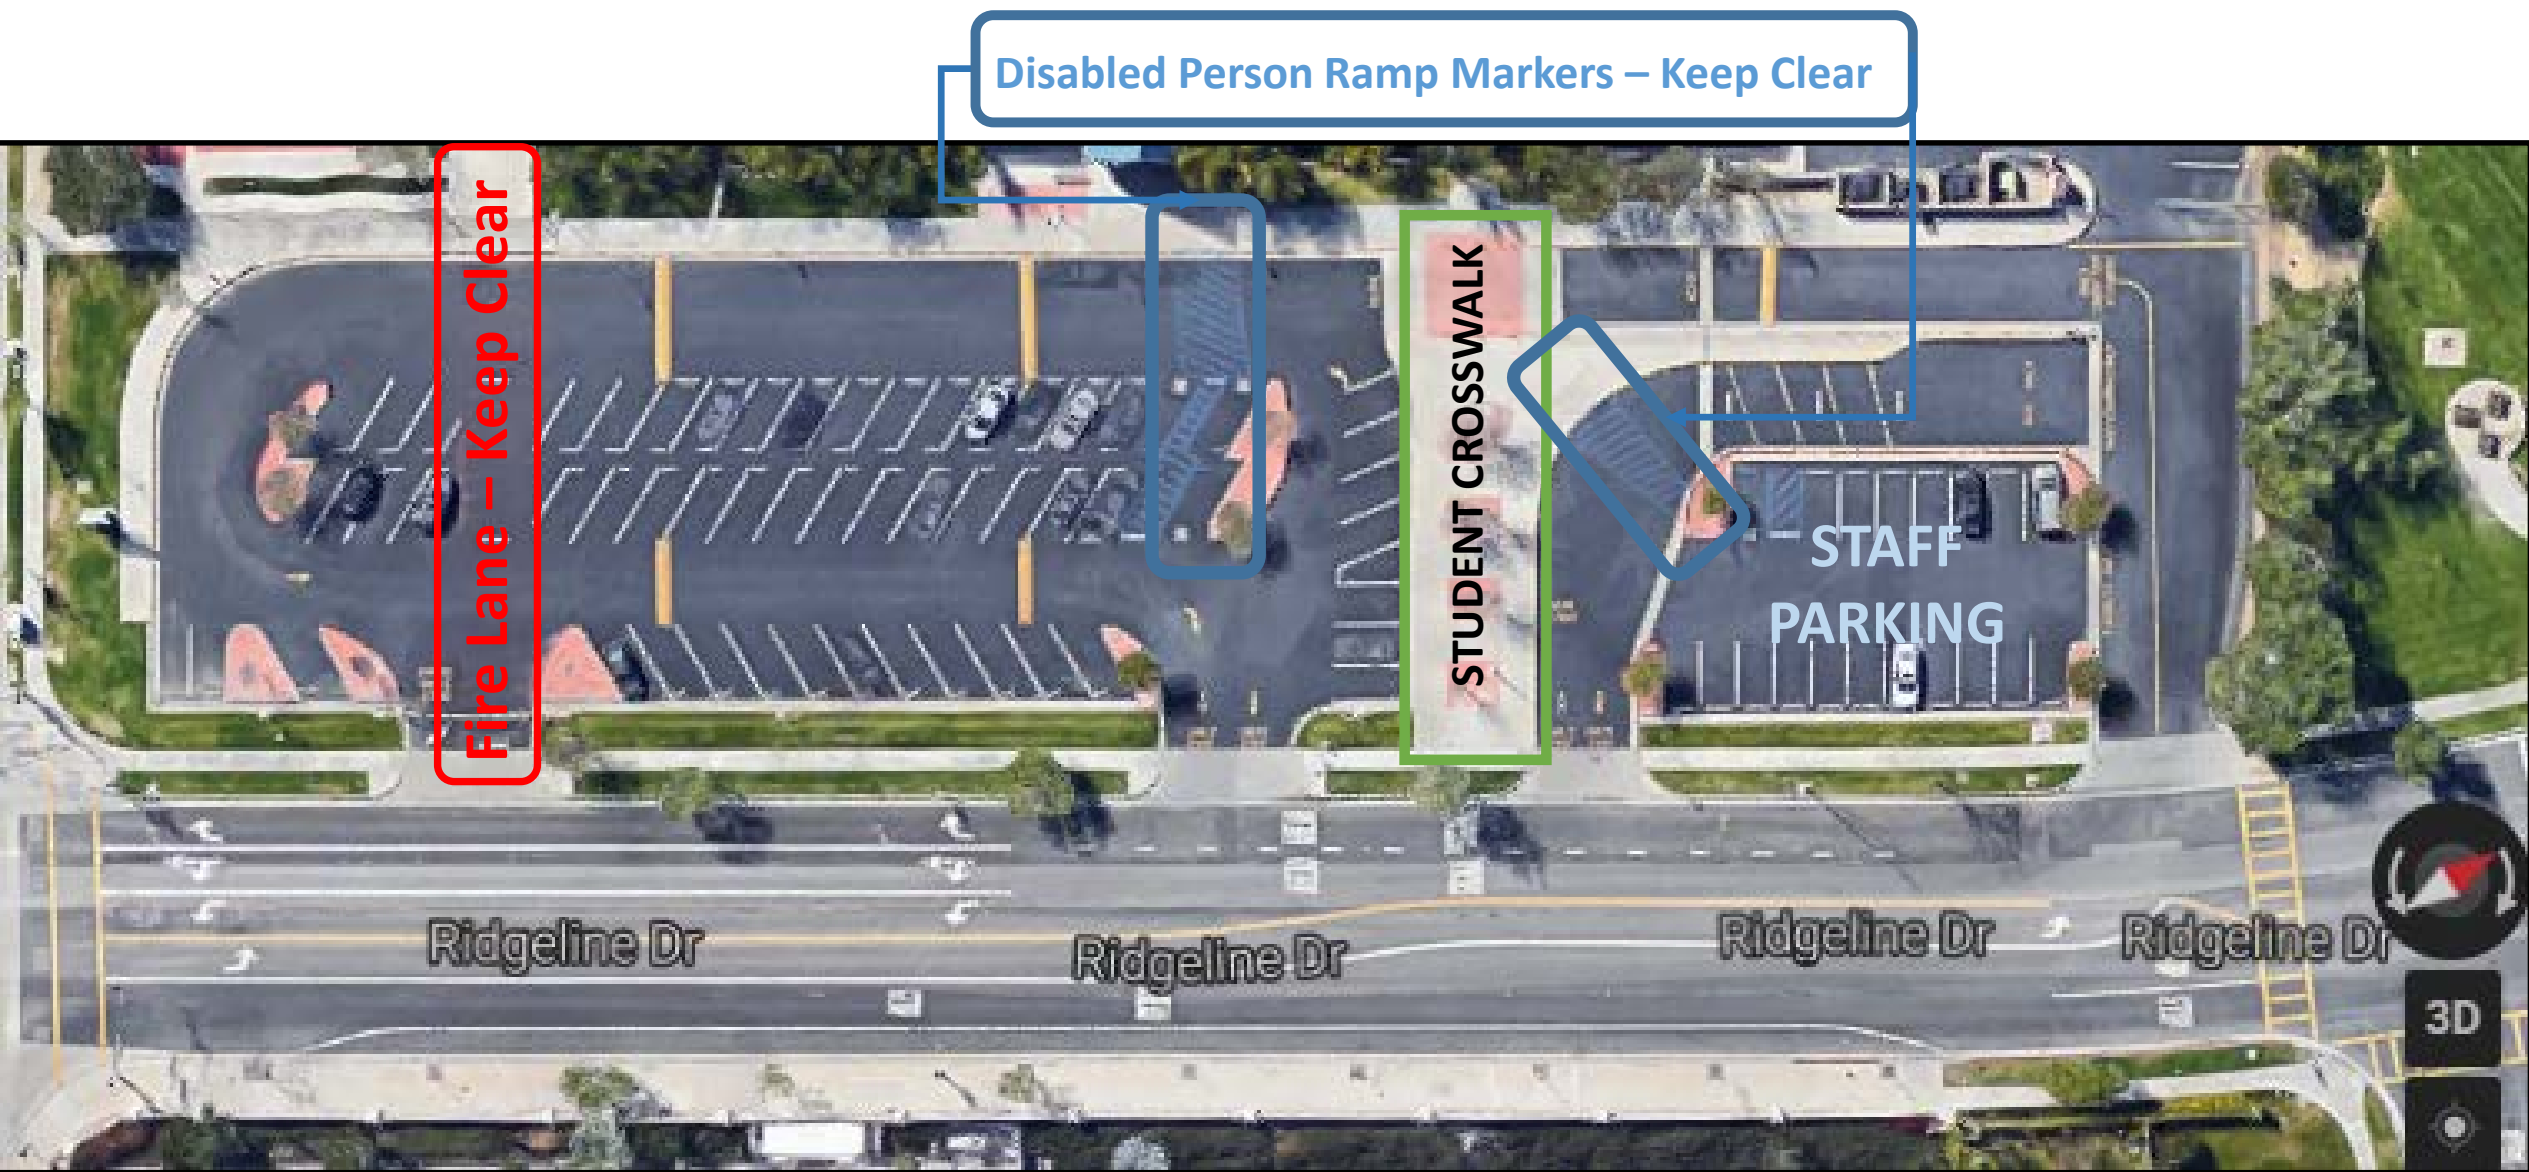 Disabled Person Ramp Markers – Keep Clear
Fire Lane – Keep Clear
STUDENT CROSSWALK
STAFF
PARKING
Ridgeline Dr
Ridgeline Dr
Ridgeline Dr
Ridgeline Dr
3D